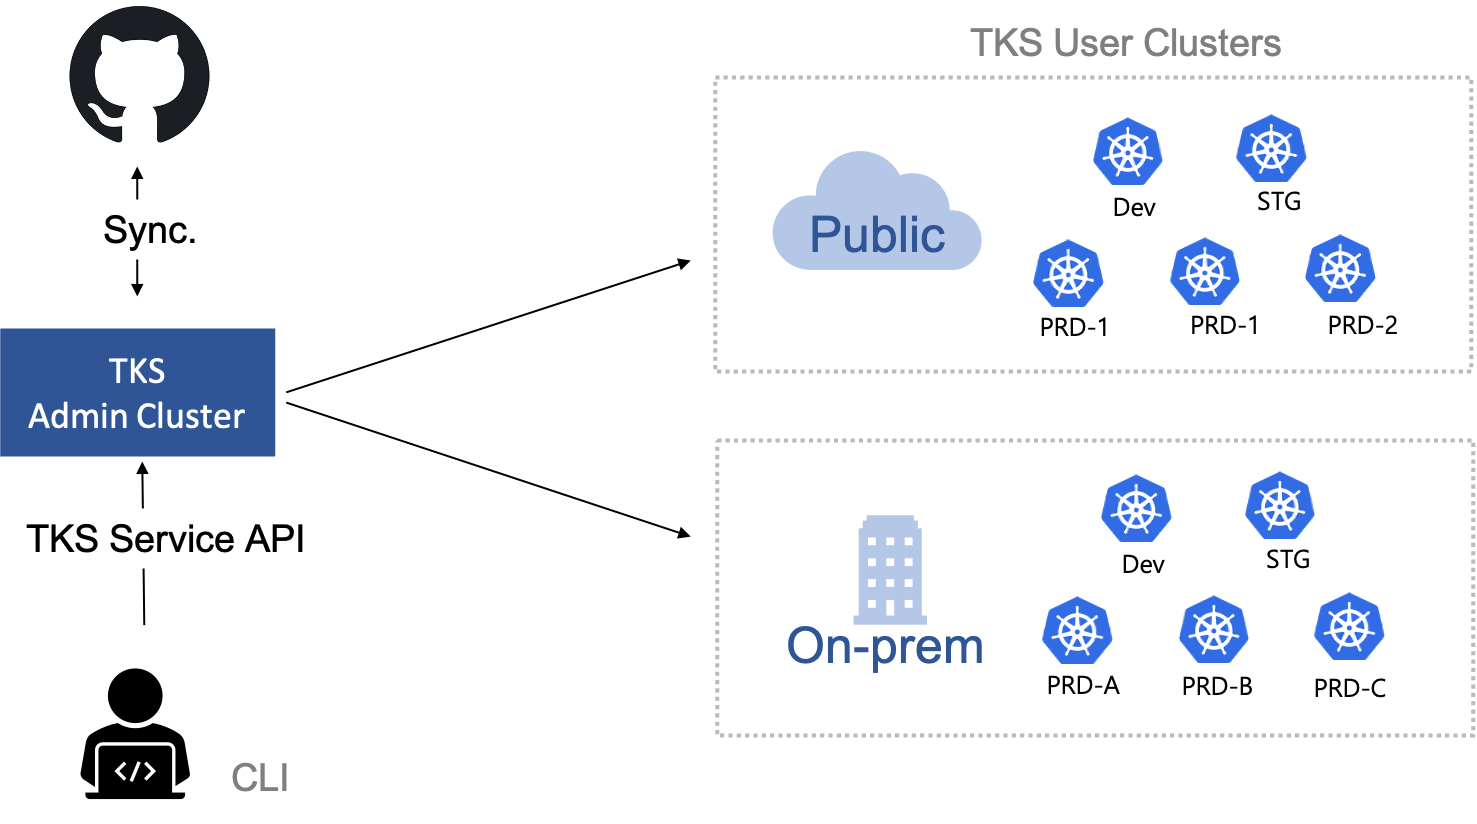 TKS User Clusters
Sync.
TKS
Admin Cluster
TKS Service API
CLI
Public
Dev
STG
PRD-1
PRD-1
PRD-2
On-prem
Dev
STG
PRD-A
PRD-B
PRD-C